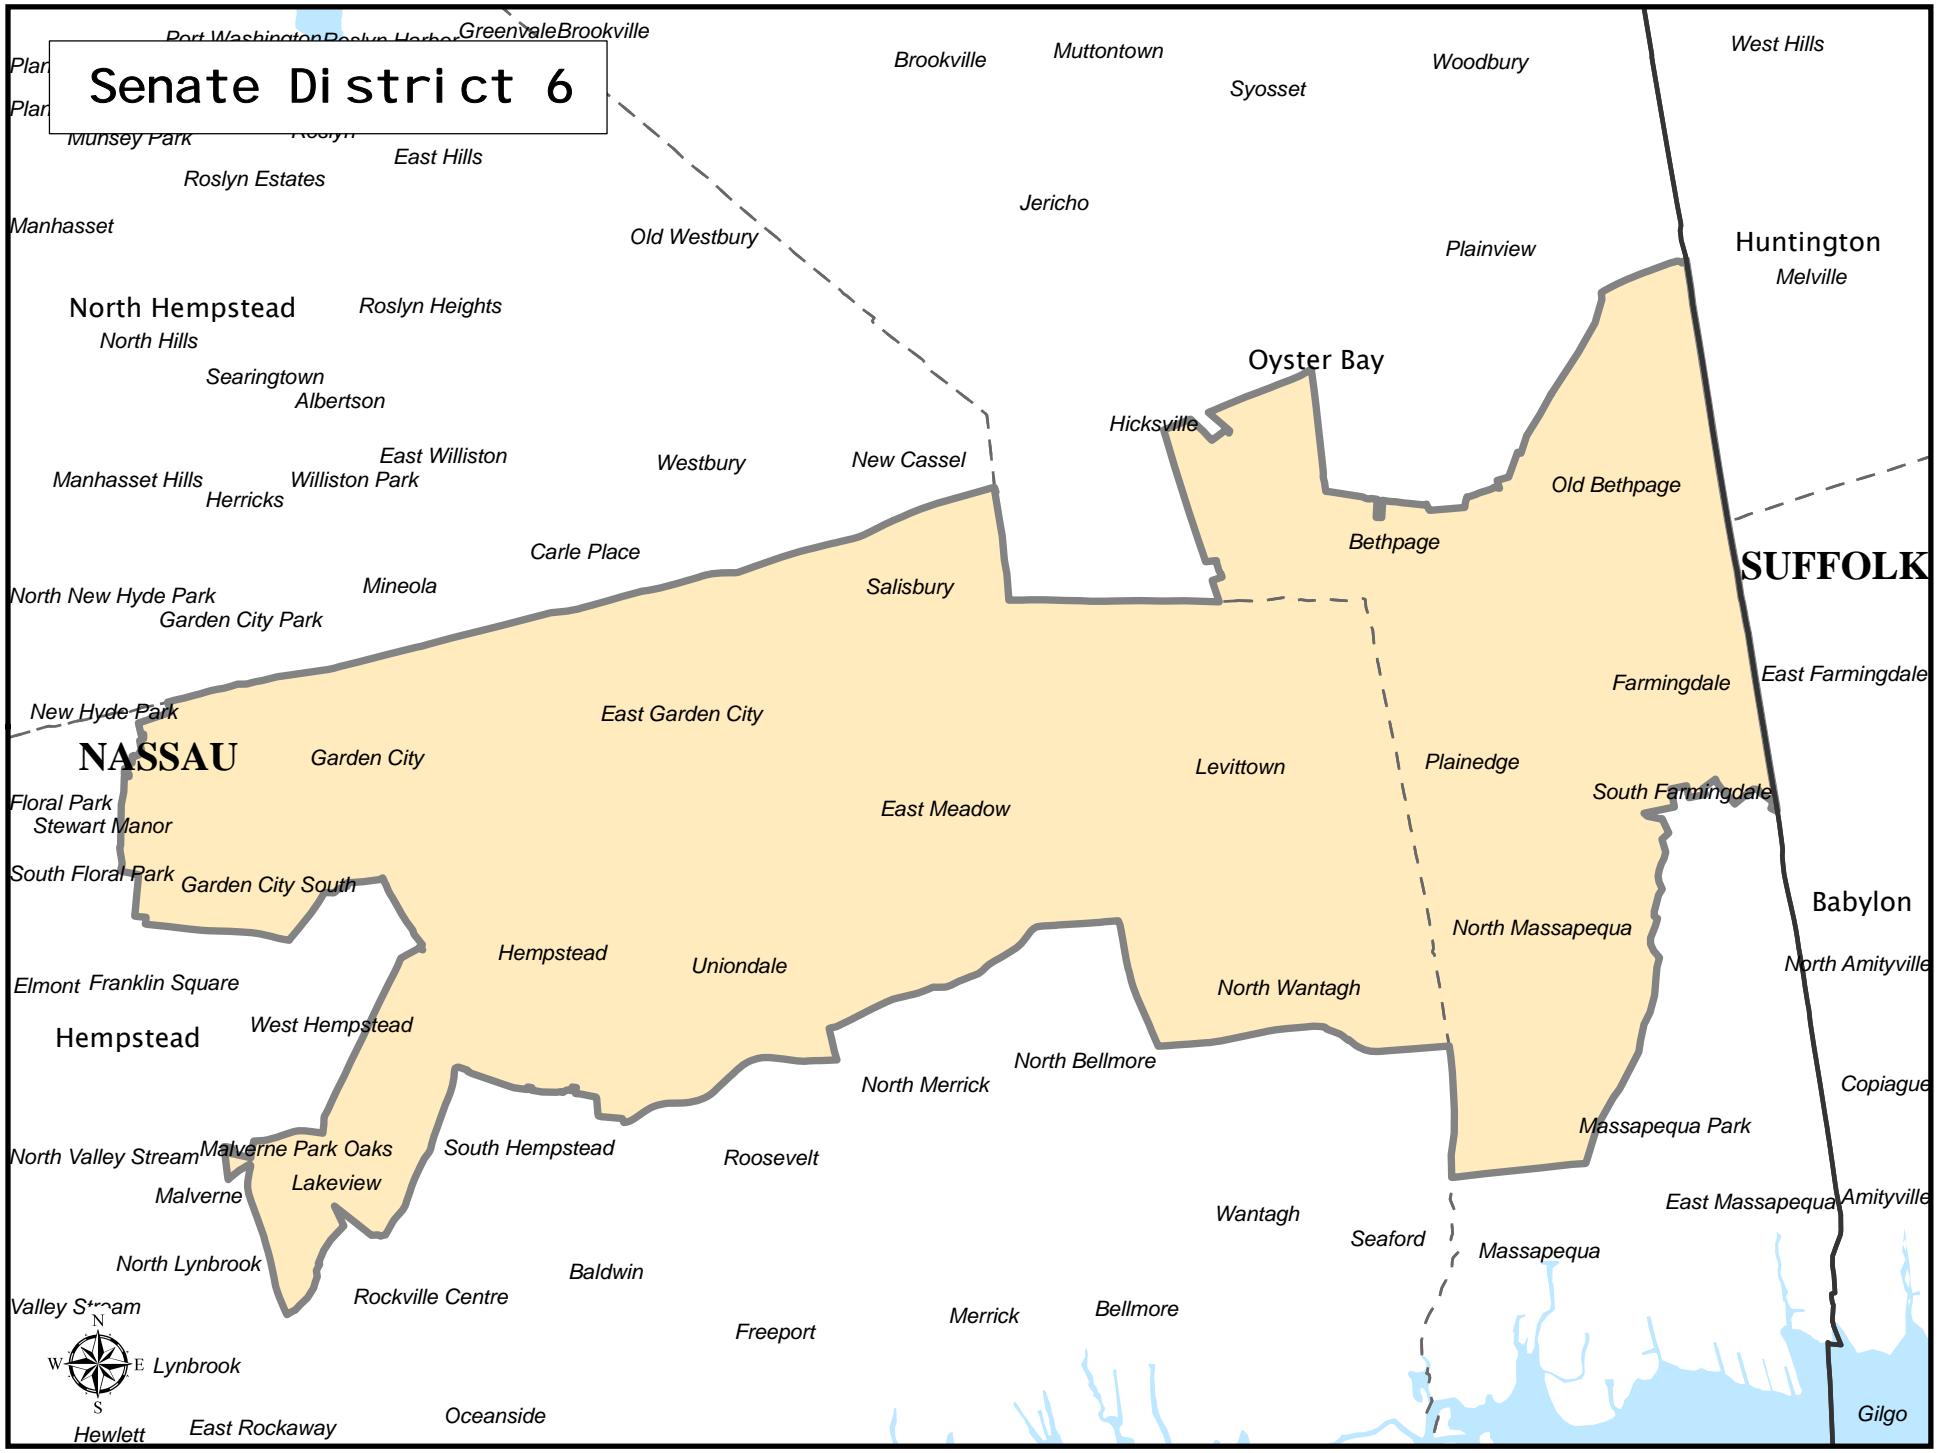 Port Washington
Roslyn Harbor
Greenvale
Brookville
Plan
Senate District 6
Plan
Munsey Park
Roslyn
East Hills
Roslyn Estates
Manhasset
Brookville
Muttontown
Syosset
Woodbury
West Hills
Jericho
Old Westbury
Plainview
Huntington
Melville
North Hempstead
North Hills
Roslyn Heights
Searingtown
Albertson
Oyster Bay
Hicksville
East Williston
Westbury
New Cassel
Manhasset Hills
Williston Park
Herricks
Old Bethpage
Bethpage
Carle Place
SUFFOLK
Mineola
Salisbury
North New Hyde Park
Garden City Park
East Farmingdale
Farmingdale
New Hyde Park
East Garden City
NASSAU
Garden City
Levittown
Plainedge
South Farmingdale
Floral Park
Stewart Manor
East Meadow
South Floral Park
Garden City South
Babylon
North Massapequa
Hempstead
Uniondale
North Amityville
Elmont
Franklin Square
North Wantagh
West Hempstead
Hempstead
North Bellmore
North Merrick
Copiague
Massapequa Park
North Valley Stream
Malverne Park Oaks
South Hempstead
Roosevelt
Lakeview
Malverne
East Massapequa
Amityville
Wantagh
Seaford
Massapequa
North Lynbrook
Baldwin
Rockville Centre
Valley Stream
Merrick
Bellmore
Freeport
N
W
E
S
Lynbrook
Oceanside
Gilgo
East Rockaway
Hewlett